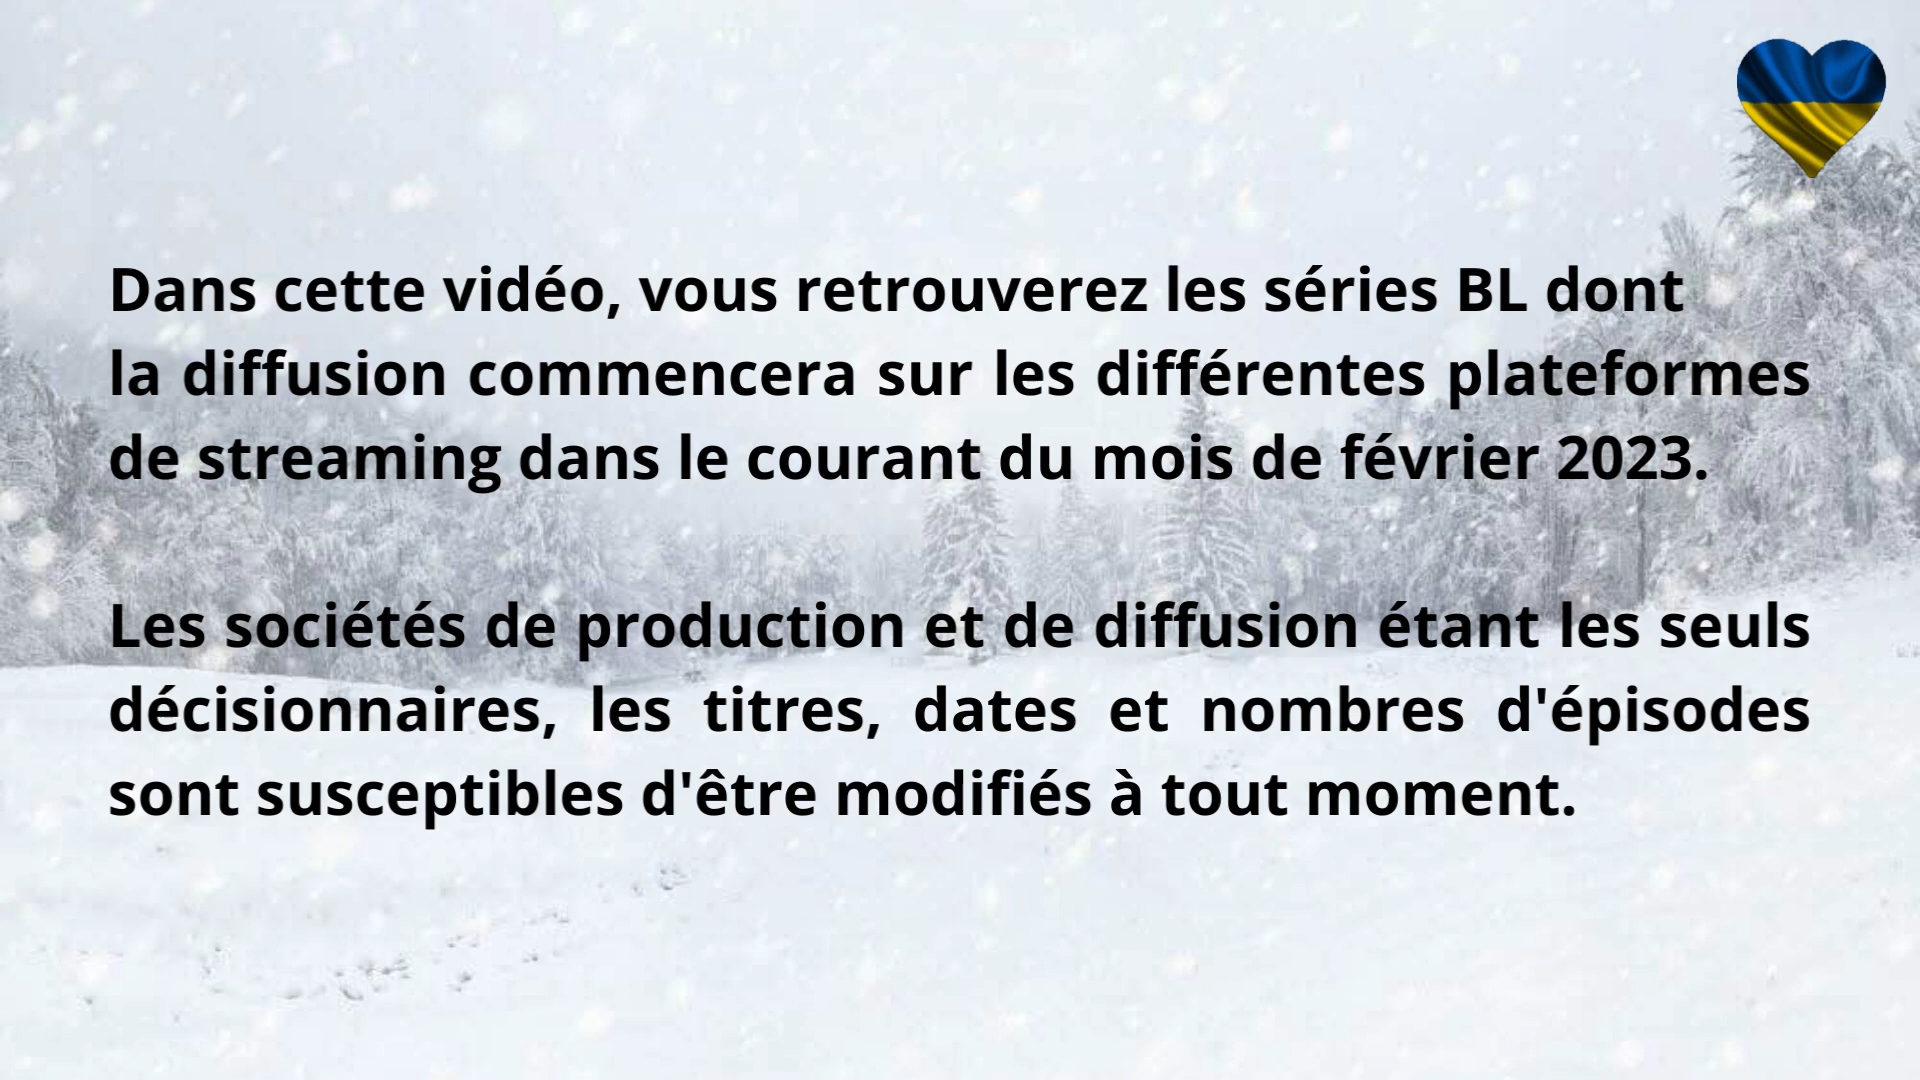 Dans cette vidéo, vous retrouverez les séries BL dont
la diffusion commencera sur les différentes plateformes
de streaming dans le courant du mois de février 2023.
Les sociétés de production et de diffusion étant les seuls
décisionnaires, les titres, dates et nombres d'épisodes
sont susceptibles d'être modifiés à tout moment.